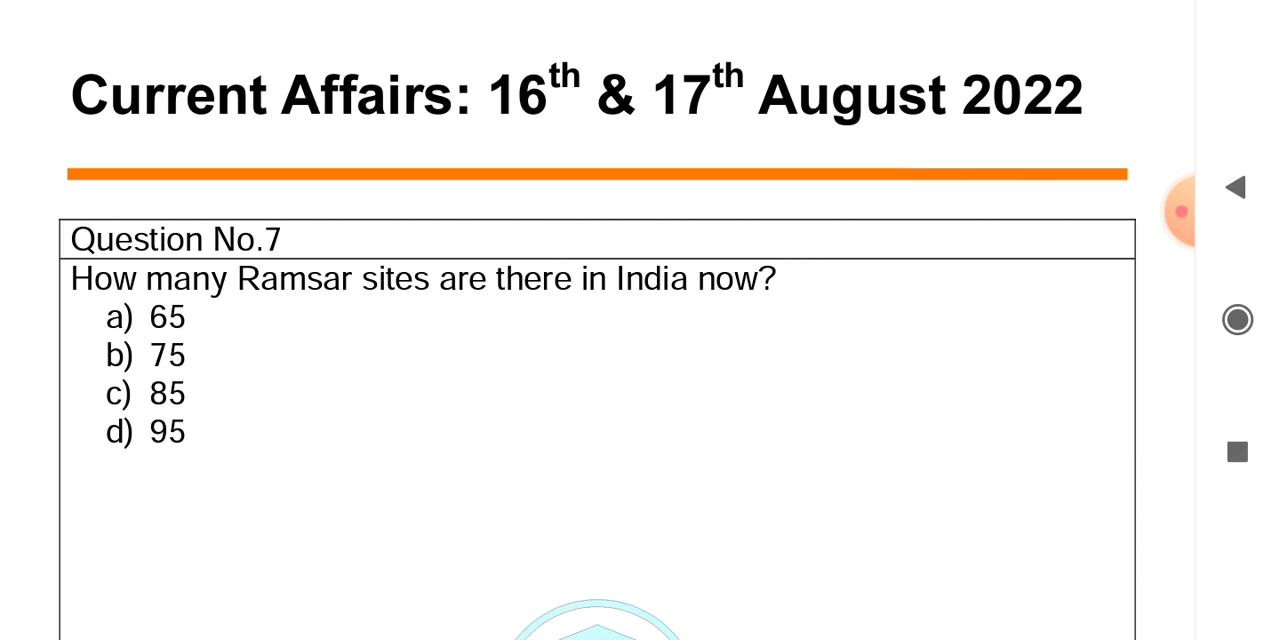 Current Affairs: 16th & 17th August 2022
Question No.7
How many Ramsar sites are there in India now?
a) 65
b) 75
c) 85
d) 95